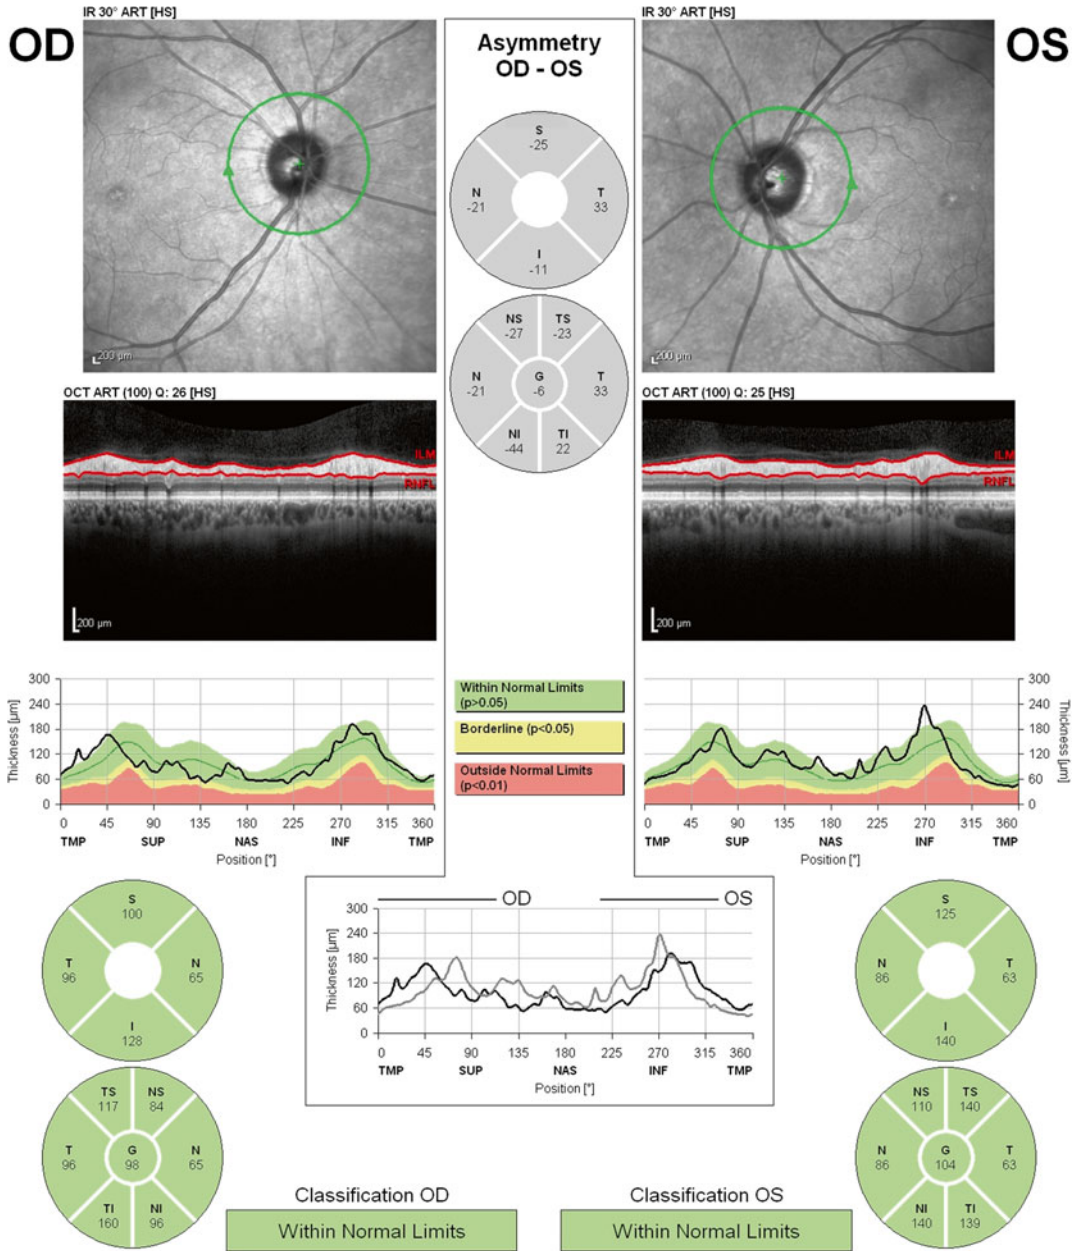 IR 30° ART [HS]
OD
200 µm
OCT ART (100) Q: 26 [HS]
ILM
RNFL
200 µm
Asymmetry
OD - OS
S
-25
N
-21
T
33
I
-11
NS
-27
TS
-23
N
-21
G
-6
T
33
NI
-44
TI
22
IR 30° ART [HS]
OS
200 µm
OCT ART (100) Q: 25 [HS]
ILM
RNFL
200 µm
Thickness [µm]
300
240
180
120
60
0
0 45 90 135 180 225 270 315 360
TMP SUP NAS INF TMP
Position [°]
Within Normal Limits
(p>0.05)
Borderline (p<0.05)
Outside Normal Limits
(p<0.01)
300
240
180
120
60
0
Thickness [µm]
0 45 90 135 180 225 270 315 360
TMP SUP NAS INF TMP
Position [°]
OD OS
Thickness [µm]
300
240
180
120
60
0
0 45 90 135 180 225 270 315 360
TMP SUP NAS INF TMP
Position [°]
S
100
T
96
N
65
I
128
TS
117
NS
84
T
96
G
98
N
65
TI
160
NI
96
S
125
N
86
T
63
I
140
NS
110
TS
140
N
86
G
104
T
63
NI
140
TI
139
Classification OD
Within Normal Limits
Classification OS
Within Normal Limits